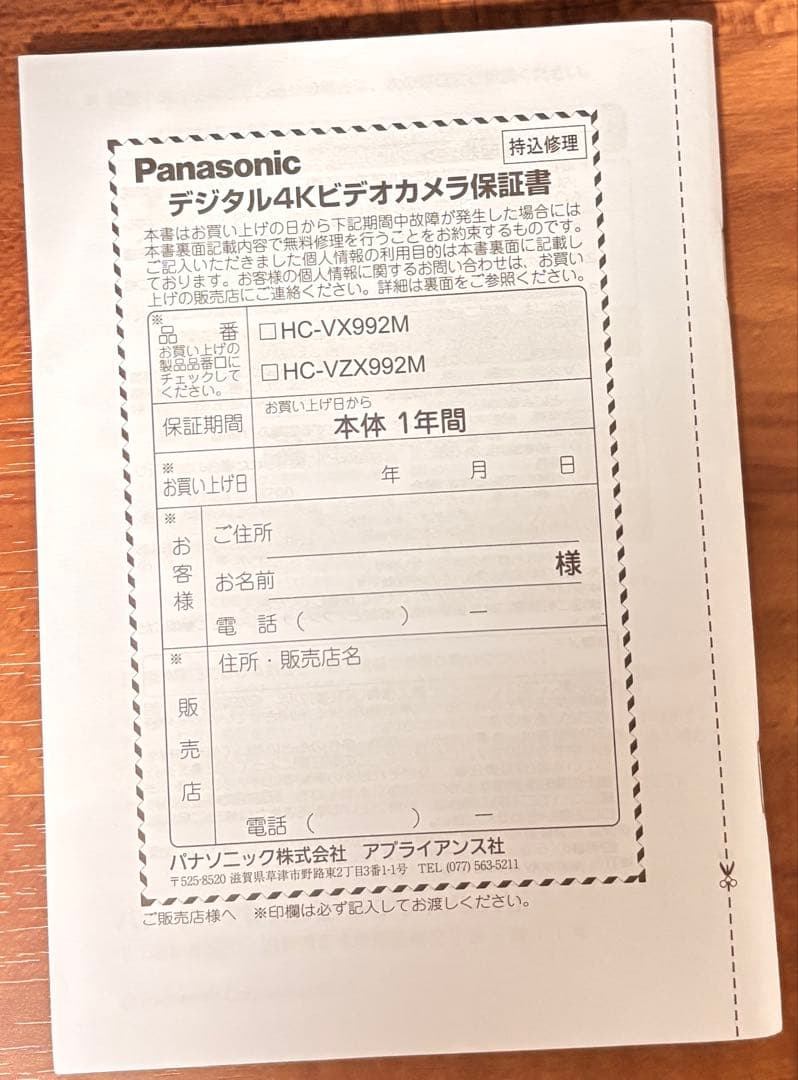 持込修理
Panasonic
デジタル4Kビデオカメラ保証書
本書はお買い上げの日から下記期間中故障が発生した場合には
本書裏面記載内容で無料修理を行うことをお約束するものです。
ご記入いただきました個人情報の利用目的は本書裏面に記載し
ております。お客様の個人情報に関するお問い合わせは、お買い
上げの販売店にご連絡ください。詳細は裏面をご参照ください。
※
品 番
お買い上げの
製品品番口に
チェックして
ください。
□HC-VX992M
□HC-VZX992M
保証期間
お買い上げ日から
本体 1年間
※
お買い上げ日
年 月 日
※
お客様
ご住所
お名前 様
電 話 ( ) ー
※
販売店
住所・販売店名
電話 ( ) ー
パナソニック株式会社 アプライアンス社
〒525-8520 滋賀県草津市野路東2丁目3番1-1号 TEL (077) 563-5211
ご販売店様へ ※印欄は必ず記入してお渡しください。